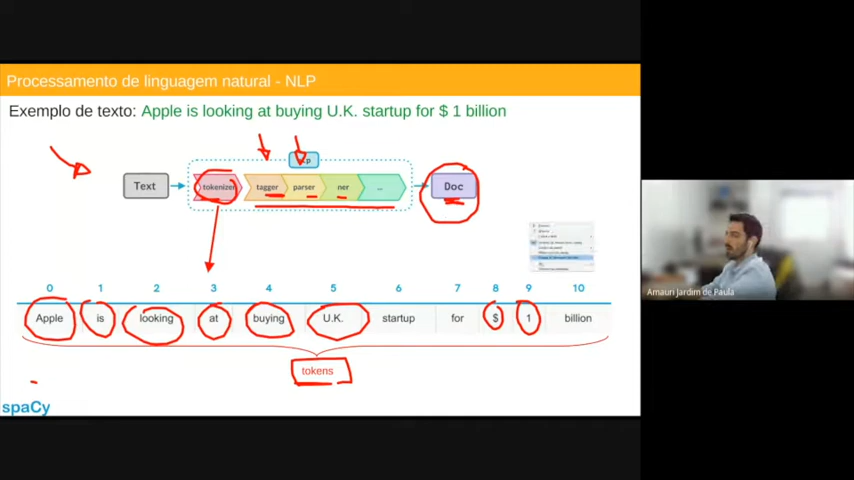 Processamento de linguagem natural - NLP
Exemplo de texto: Apple is looking at buying U.K. startup for $ 1 billion
Text tokenizer tagger parser ner ... Doc
Amauri Jardim de Paula
0 1 2 3 4 5 6 7 8 9 10
Apple is looking at buying U.K. startup for $ 1 billion
tokens
spaCy